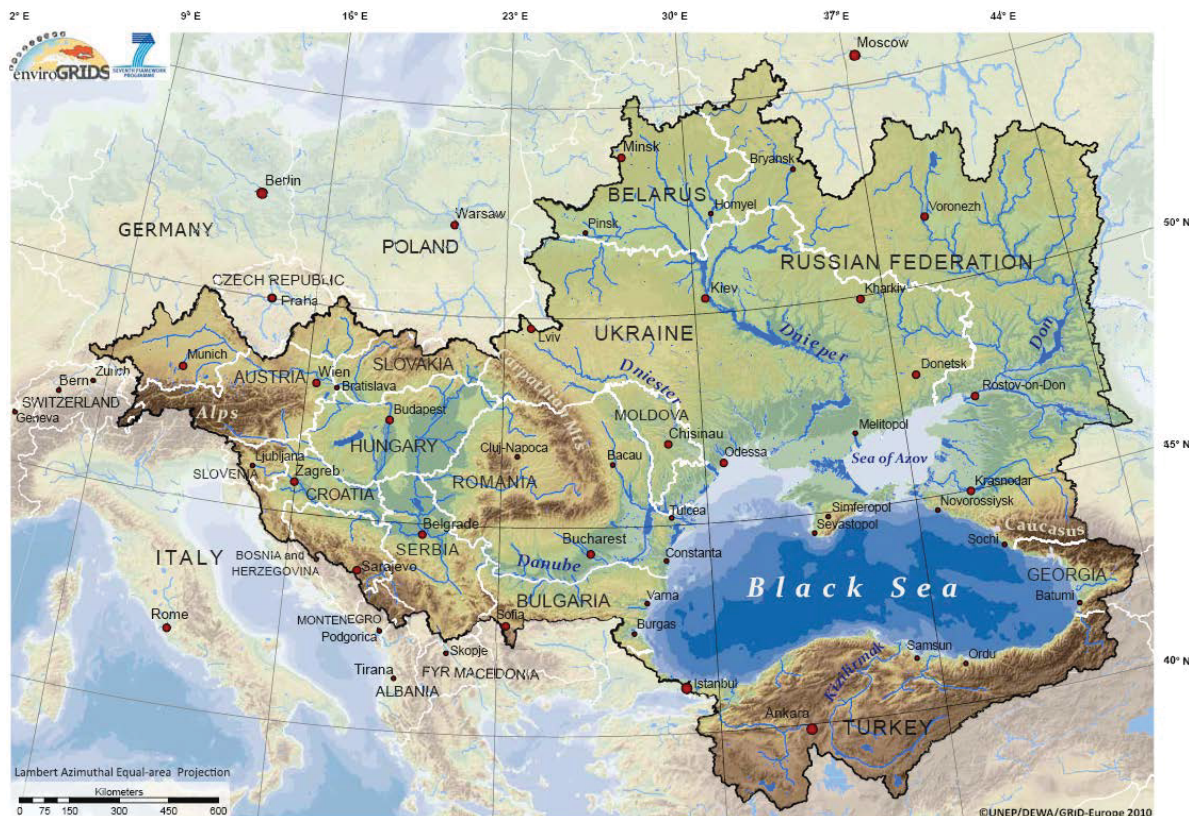 2° E
9° E
16° E
23° E
30° E
37° E
44° E
enviroGRIDS
SEVENTH FRAMEWORK
PROGRAMME
Moscow
Minsk
Bryansk
Berlin
BELARUS
Homyel
Voronezh
Warsaw
Pinsk
50° N
GERMANY
POLAND
RUSSIAN FEDERATION
CZECH REPUBLIC
Praha
Kiev
Kharkiv
Lviv
UKRAINE
Dnieper
Don
Munich
SLOVAKIA
Carpathian Mts
Donetsk
Zurich
Bern
AUSTRIA
Wien
Bratislava
Dniester
Rostov-on-Don
SWITZERLAND
Geneva
Alps
Budapest
MOLDOVA
Melitopol
HUNGARY
Chisinau
45° N
Ljubljana
Cluj-Napoca
Bacau
Odessa
Sea of Azov
SLOVENIA
Zagreb
CROATIA
ROMANIA
Krasnodar
Novorossiysk
Tulcea
Simferopol
Sevastopol
Belgrade
Caucasus
Sochi
ITALY
BOSNIA and
HERZEGOVINA
SERBIA
Bucharest
Constanta
Sarajevo
Danube
Black Sea
GEORGIA
Batumi
BULGARIA
Varna
Rome
MONTENEGRO
Podgorica
Sofia
Burgas
Skopje
Samsun
Ordu
40° N
Tirana
FYR MACEDONIA
Kizilirmak
ALBANIA
Istanbul
Ankara
TURKEY
Lambert Azimuthal Equal-area Projection
Kilometers
0 75 150 300 450 600
©UNEP/DEWA/GRID-Europe 2010